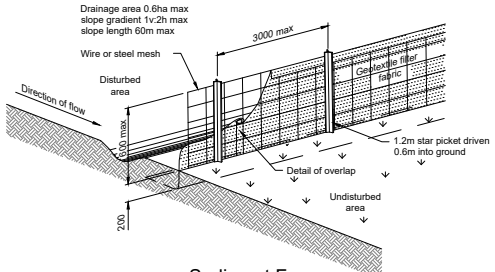 Drainage area 0.6ha max
slope gradient 1v:2h max
slope length 60m max
Wire or steel mesh
3000 max
Disturbed
area
Direction of flow
Geotextile filter
fabric
600 max
1.2m star picket driven
0.6m into ground
Detail of overlap
Undisturbed
area
200